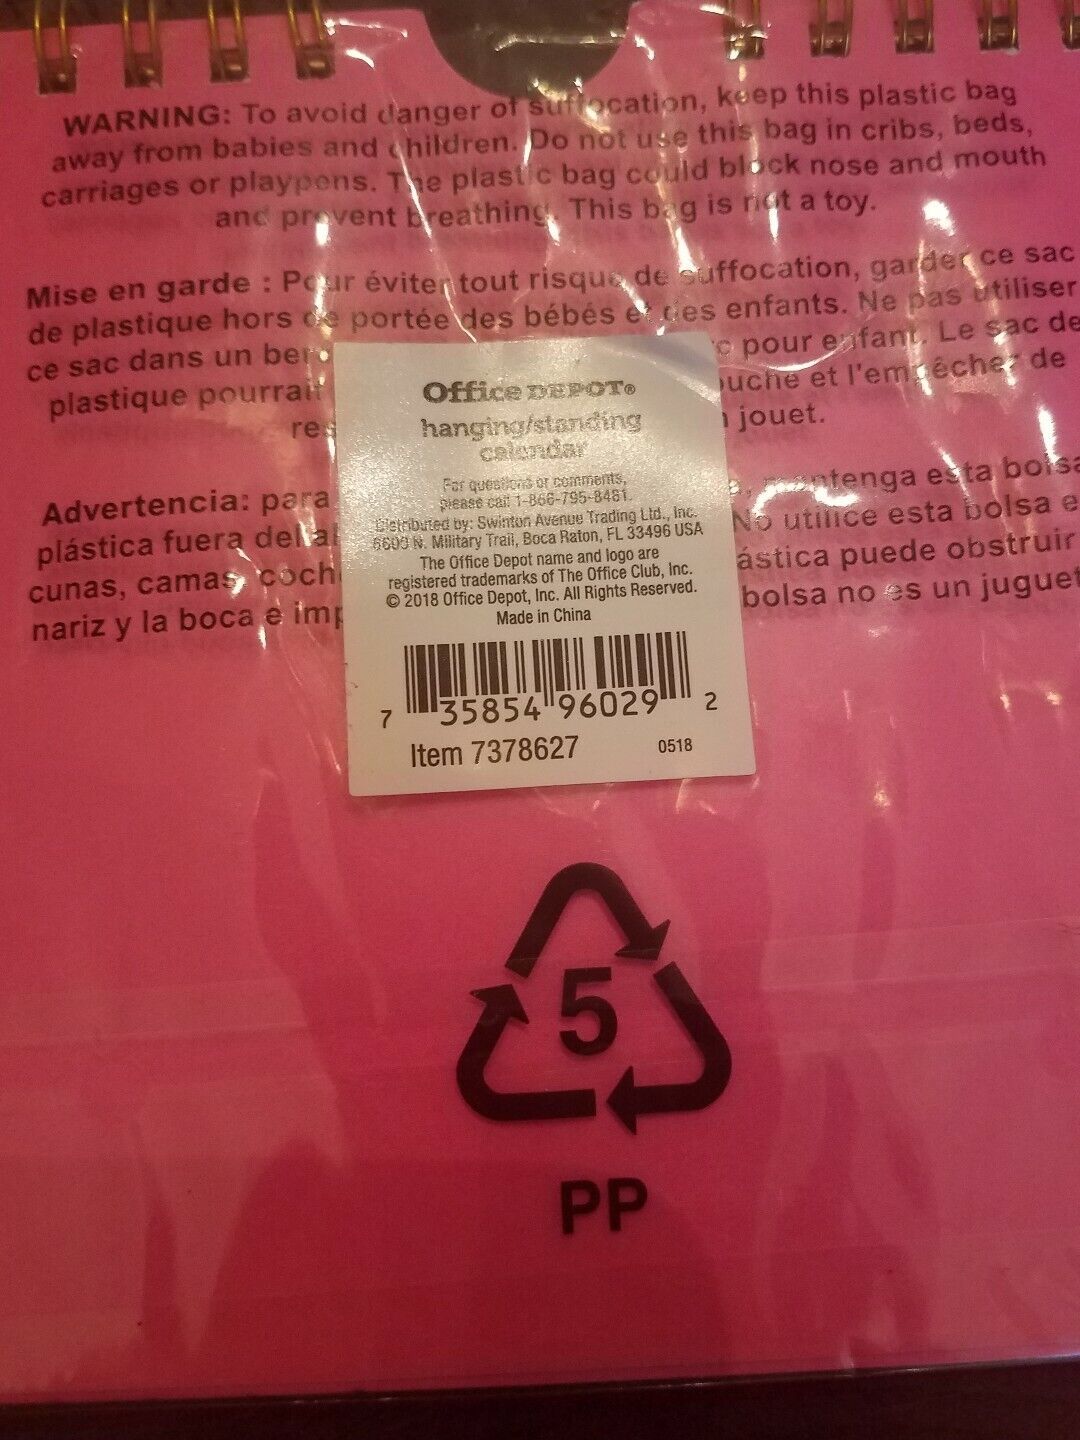 WARNING: To avoid danger of suffocation, keep this plastic bag
away from babies and children. Do not use this bag in cribs, beds,
carriages or playpens. The plastic bag could block nose and mouth
and prevent breathing. This bag is not a toy.
Mise en garde : Pour éviter tout risque de suffocation, garder ce sac
de plastique hors de portée des bébés et des enfants. Ne pas utiliser
ce sac dans un pour enfant. Le sac de
plastique pourrait et l'empêcher de
jouet.
Advertencia: para mantenga esta bolsa
plástica fuera del No utilice esta bolsa
cunas, camas, puede obstruir
nariz y la boca e bolsa no es un
Office DEPOT®
hanging/standing
calendar
For questions or comments,
please call 1-866-795-8481.
Distributed by: Swinton Avenue Trading Ltd., Inc.
6600 N. Military Trail, Boca Raton, FL 33496 USA
The Office Depot name and logo are
registered trademarks of The Office Club, Inc.
© 2018 Office Depot, Inc. All Rights Reserved.
Made in China
7 35854 96029 2
Item 7378627 0518
5
PP